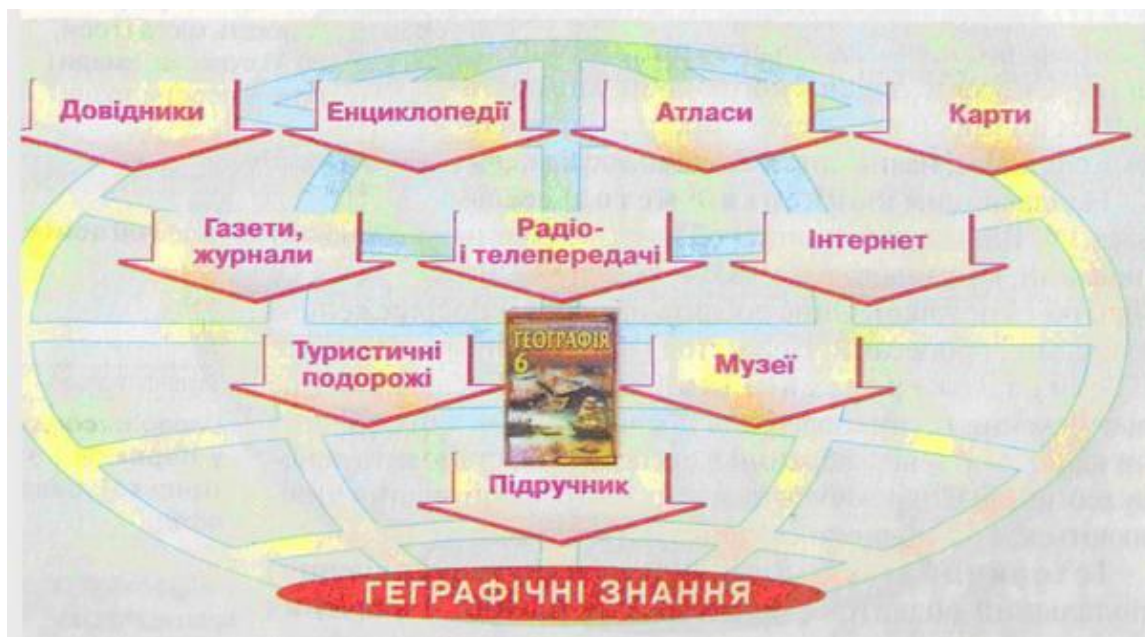 Довідники
Енциклопедії
Атласи
Карти
Газети,
журнали
Радіо-
і телепередачі
Інтернет
Туристичні
подорожі
ГЕОГРАФІЯ
6
Музеї
Підручник
ГЕГРАФІЧНІ ЗНАННЯ